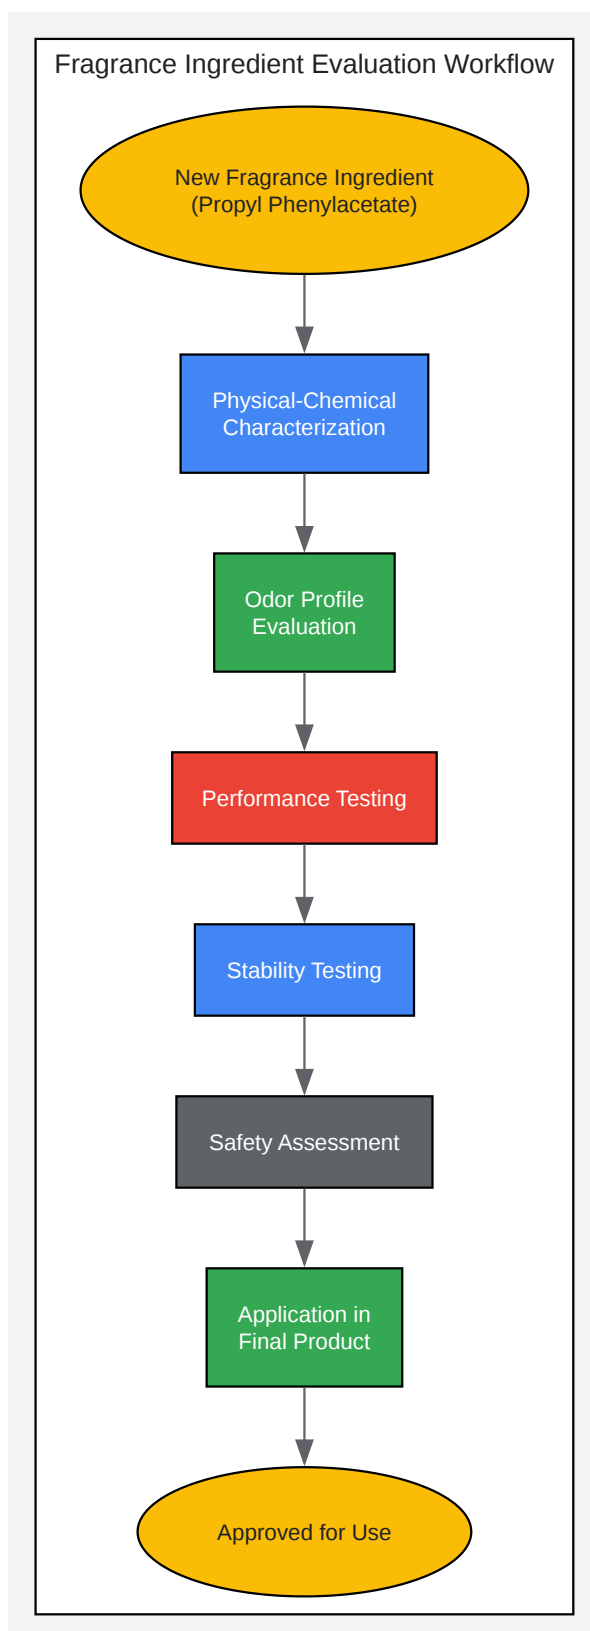 Fragrance Ingredient Evaluation Workflow
New Fragrance Ingredient
(Propyl Phenylacetate)
Physical-Chemical
Characterization
Odor Profile
Evaluation
Performance Testing
Stability Testing
Safety Assessment
Application in
Final Product
Approved for Use